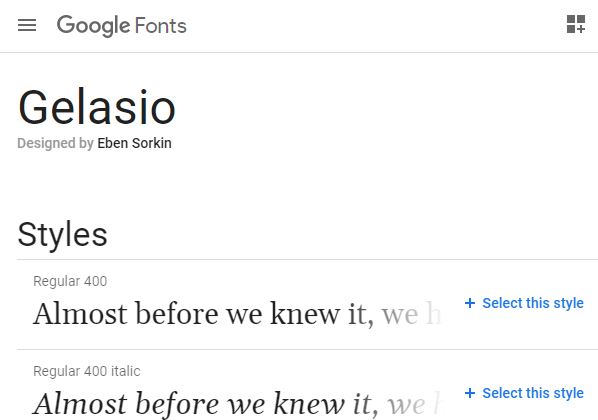 Google Fonts
Gelasio
Designed by Eben Sorkin
Styles
Regular 400
Almost before we knew it, we h
+ Select this style
Regular 400 italic
Almost before we knew it, we h
+ Select this style